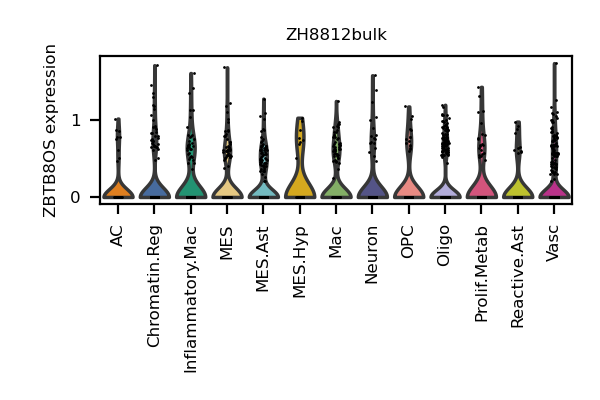 ZH8812bulk
ZBTB8OS expression
1
0
AC
Chromatin.Reg
Inflammatory.Mac
MES
MES.Ast
MES.Hyp
Mac
Neuron
OPC
Oligo
Prolif.Metab
Reactive.Ast
Vasc